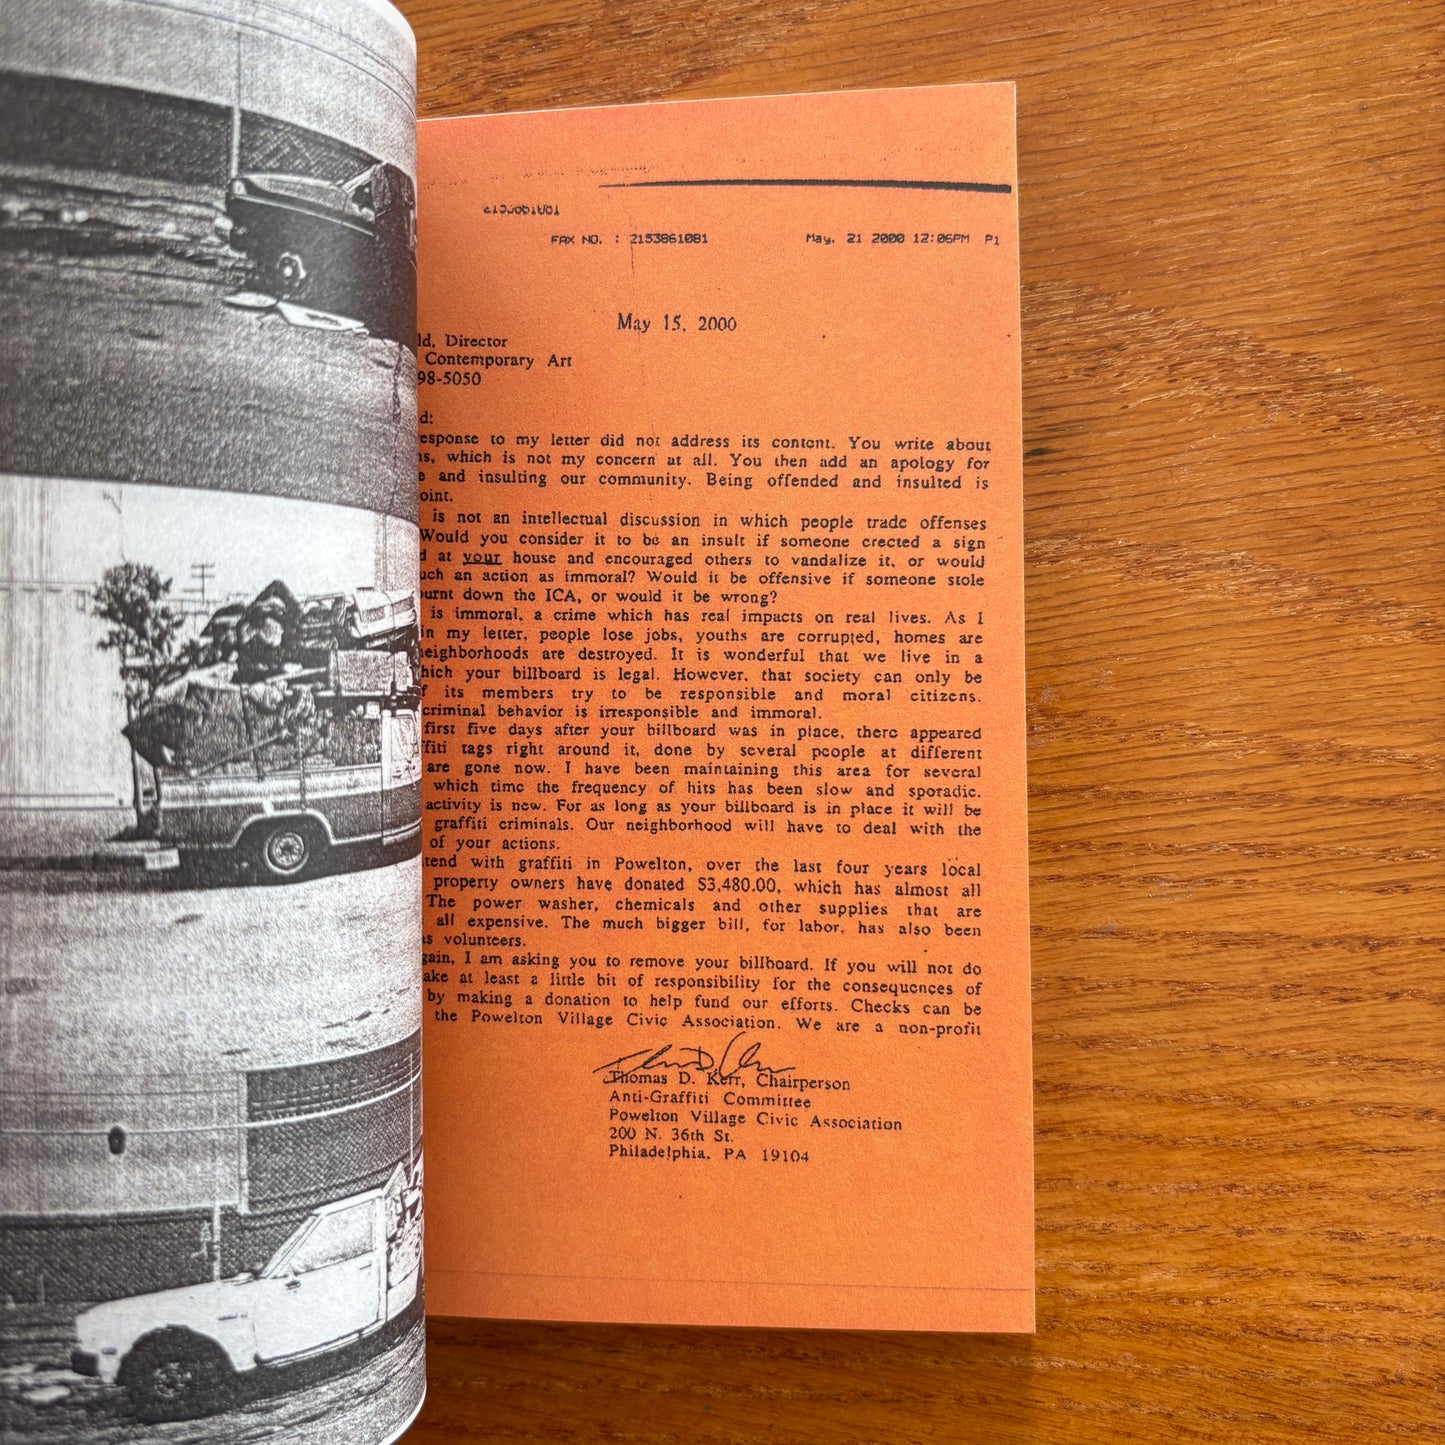 FAX NO. : 2153861081 May. 21 2000 12:06PM P1
May 15, 2000
ld, Director
Contemporary Art
98-5050
d:
esponse to my letter did not address its content. You write about
ns, which is not my concern at all. You then add an apology for
e and insulting our community. Being offended and insulted is
oint.
is not an intellectual discussion in which people trade offenses
Would you consider it to be an insult if someone erected a sign
d at your house and encouraged others to vandalize it, or would
uch an action as immoral? Would it be offensive if someone stole
burnt down the ICA, or would it be wrong?
is immoral, a crime which has real impacts on real lives. As I
in my letter, people lose jobs, youths are corrupted, homes are
neighborhoods are destroyed. It is wonderful that we live in a
hich your billboard is legal. However, that society can only be
f its members try to be responsible and moral citizens.
criminal behavior is irresponsible and immoral.
first five days after your billboard was in place, there appeared
ffiti tags right around it, done by several people at different
are gone now. I have been maintaining this area for several
which time the frequency of hits has been slow and sporadic.
activity is new. For as long as your billboard is in place it will be
graffiti criminals. Our neighborhood will have to deal with the
of your actions.
tend with graffiti in Powelton, over the last four years local
property owners have donated $3,480.00, which has almost all
The power washer, chemicals and other supplies that are
all expensive. The much bigger bill, for labor, has also been
as volunteers.
gain, I am asking you to remove your billboard. If you will not do
ake at least a little bit of responsibility for the consequences of
by making a donation to help fund our efforts. Checks can be
the Powelton Village Civic Association. We are a non-profit
Thomas D. Kerr, Chairperson
Anti-Graffiti Committee
Powelton Village Civic Association
200 N. 36th St.
Philadelphia, PA 19104